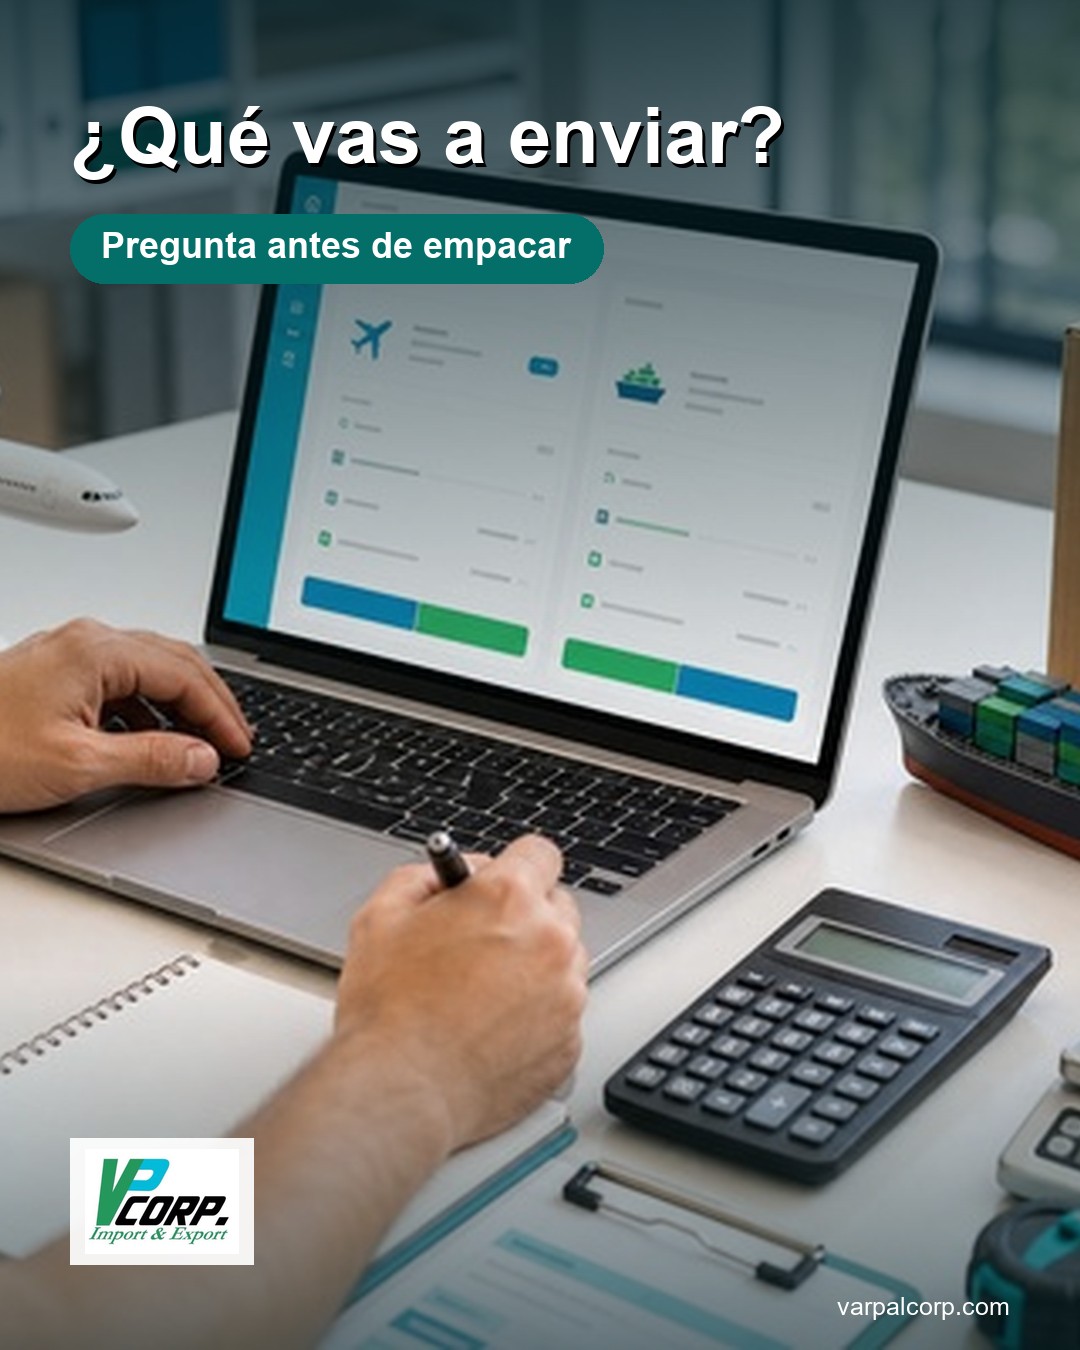 ¿Qué vas a enviar?
Pregunta antes de empacar
VP CORP.
Import & Export
varpalcorp.com